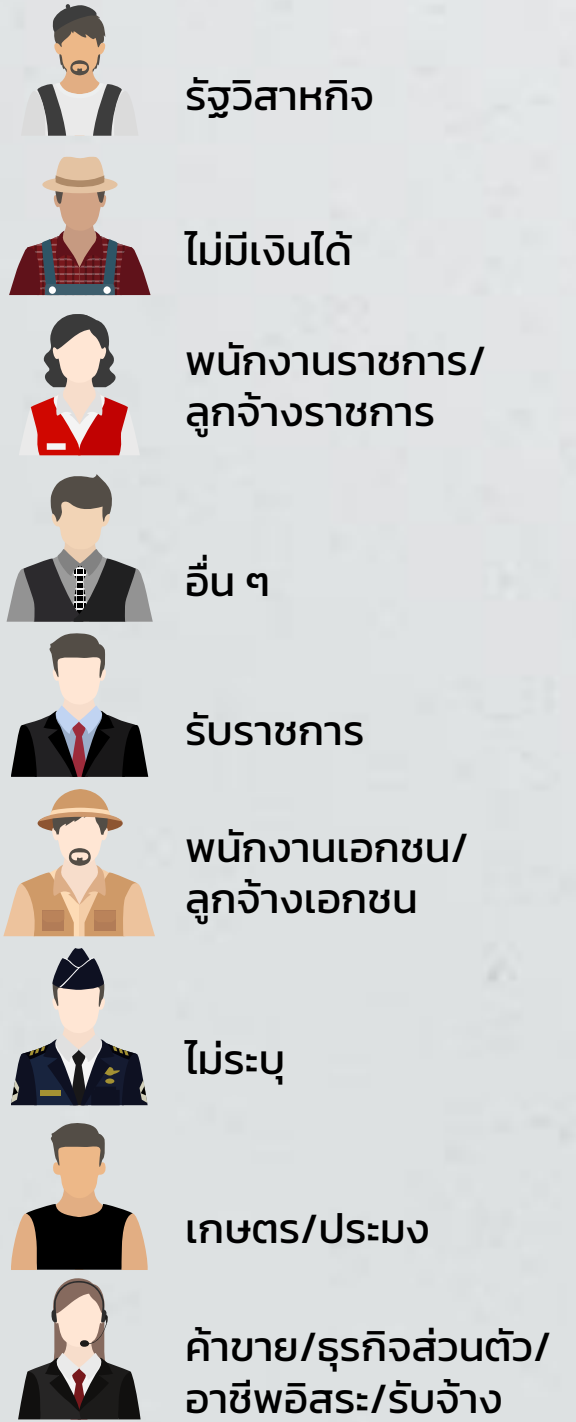 รัฐวิสาหกิจ
ไม่มีเงินได้
พนักงานราชการ/
ลูกจ้างราชการ
อื่น ๆ
รับราชการ
พนักงานเอกชน/
ลูกจ้างเอกชน
ไม่ระบุ
เกษตร/ประมง
ค้าขาย/ธุรกิจส่วนตัว/
อาชีพอิสระ/รับจ้าง